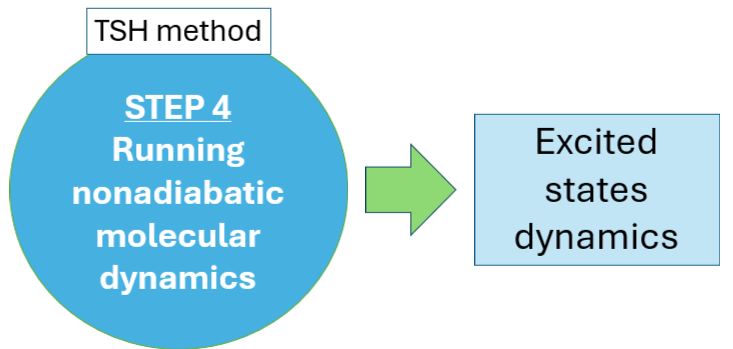 TSH method
STEP 4
Running
nonadiabatic
molecular
dynamics
Excited
states
dynamics